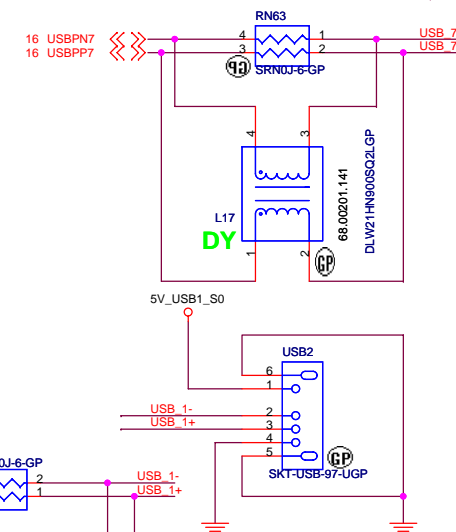 RN63
16 USBPN7
16 USBPP7
4
3
1
2
USB_7
USB_7
GP
SRN0J-6-GP
4
3
L17
DY
68.00201.141
DLW21HN900SQ2LGP
1
2
GP
5V_USB1_S0
USB2
6
1
USB_1-
2
USB_1+
3
4
5
GP
SKT-USB-97-UGP
0J-6-GP
2
USB_1-
1
USB_1+